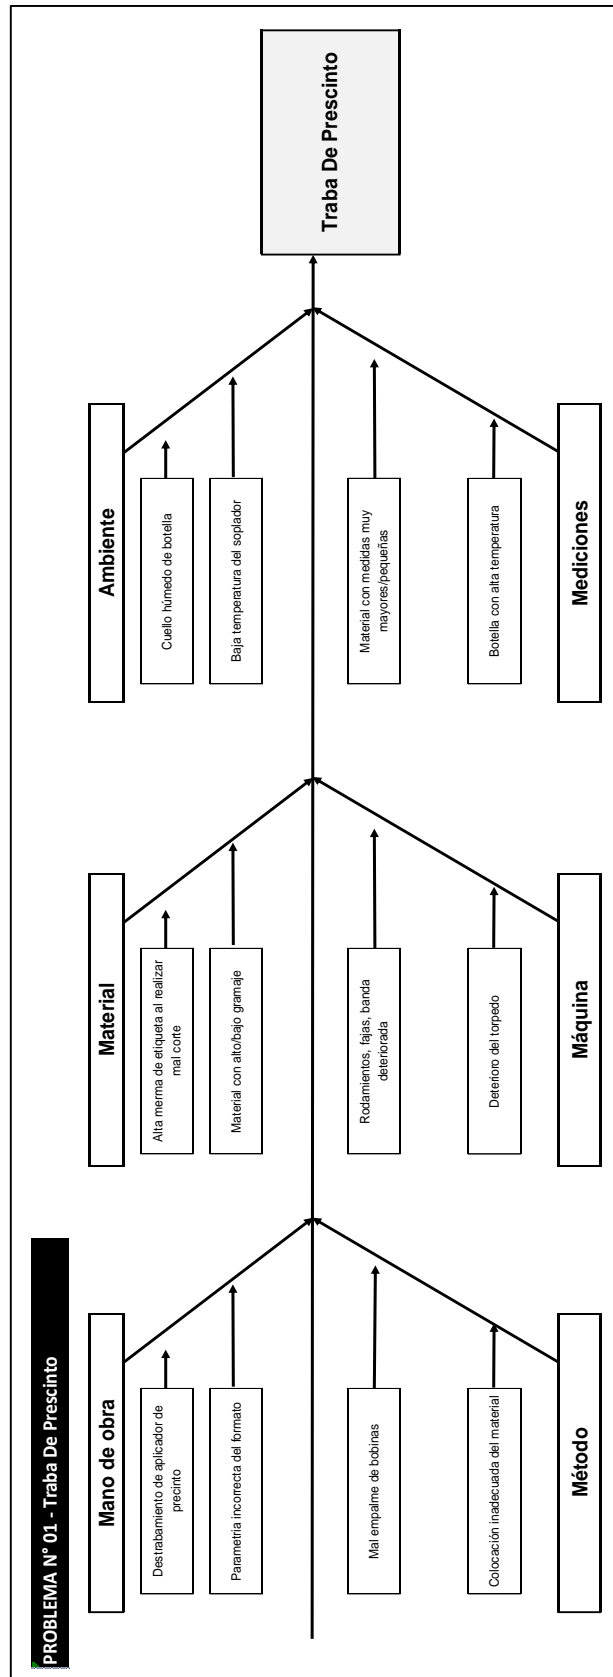 PROBLEMA N° 01 - Traba De Prescinto
Mano de obra
Destrabamiento de aplicador de
precinto
Parametria incorrecta del formato
Mal empalme de bobinas
Colocación inadecuada del material
Método
Material
Alta merma de etiqueta al realizar
mal corte
Material con alto/bajo gramaje
Rodamientos, fajas, banda
deteriorada
Deterioro del torpedo
Máquina
Ambiente
Cuello húmedo de botella
Baja temperatura del soplador
Material con medidas muy
mayores/pequeñas
Botella con alta temperatura
Mediciones
Traba De Prescinto